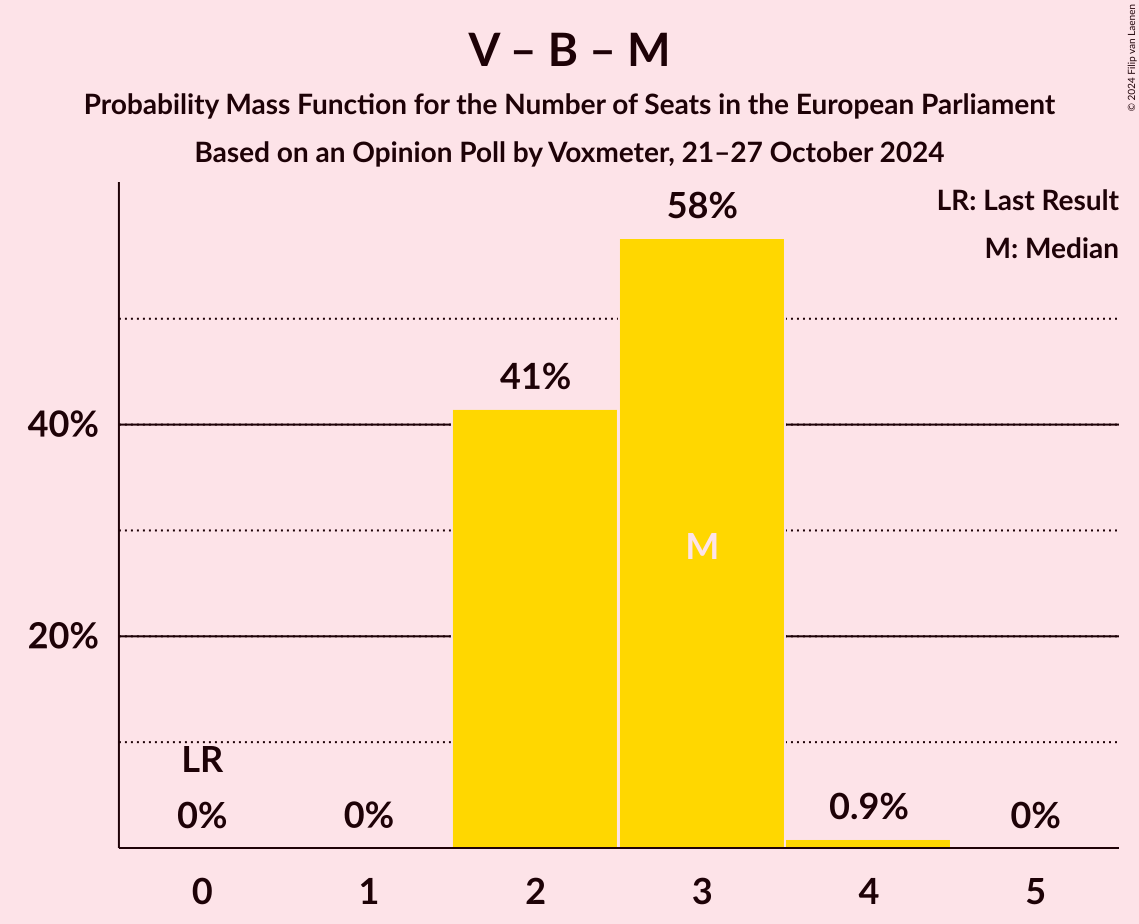 V – B – M
Probability Mass Function for the Number of Seats in the European Parliament
Based on an Opinion Poll by Voxmeter, 21–27 October 2024
© 2024 Filip van Laenen
LR: Last Result
M: Median
58%
41%
40%
M
20%
LR
0%
0%
0.9%
0%
0
1
2
3
4
5